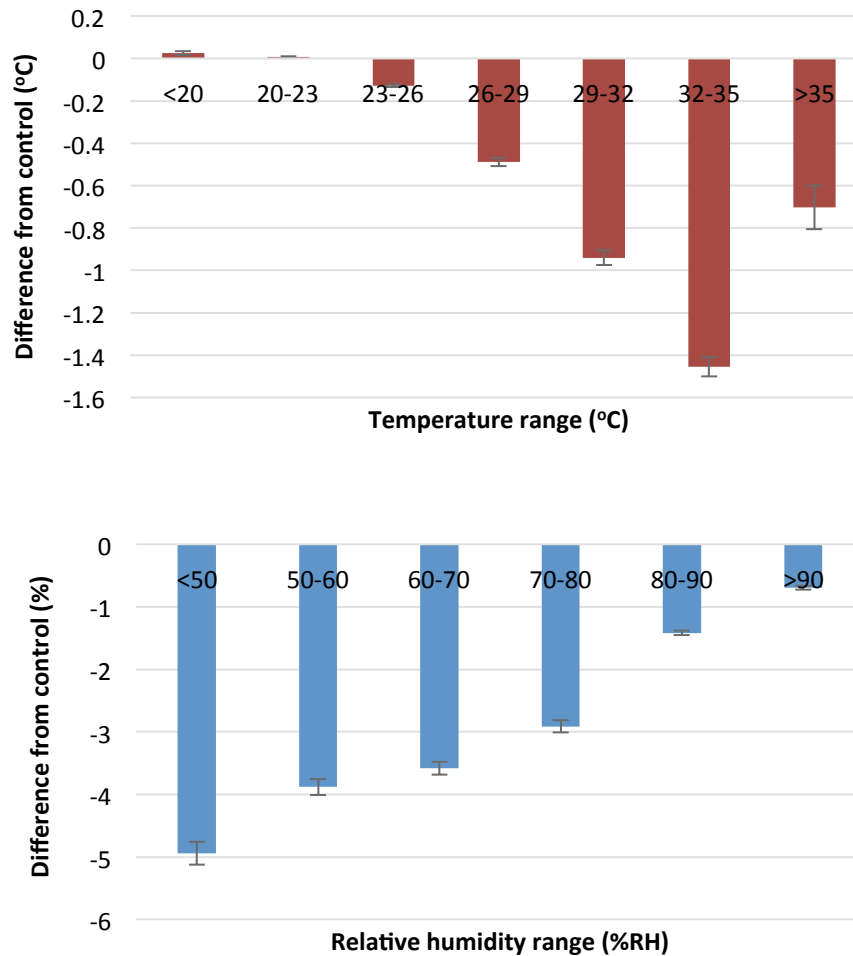 0.2
0
-0.2
-0.4
-0.6
-0.8
-1
-1.2
-1.4
-1.6
Difference from control (°C)
<20 20-23 23-26 26-29 29-32 32-35 >35
Temperature range (°C)
0
-1
-2
-3
-4
-5
-6
Difference from control (%)
<50 50-60 60-70 70-80 80-90 >90
Relative humidity range (%RH)